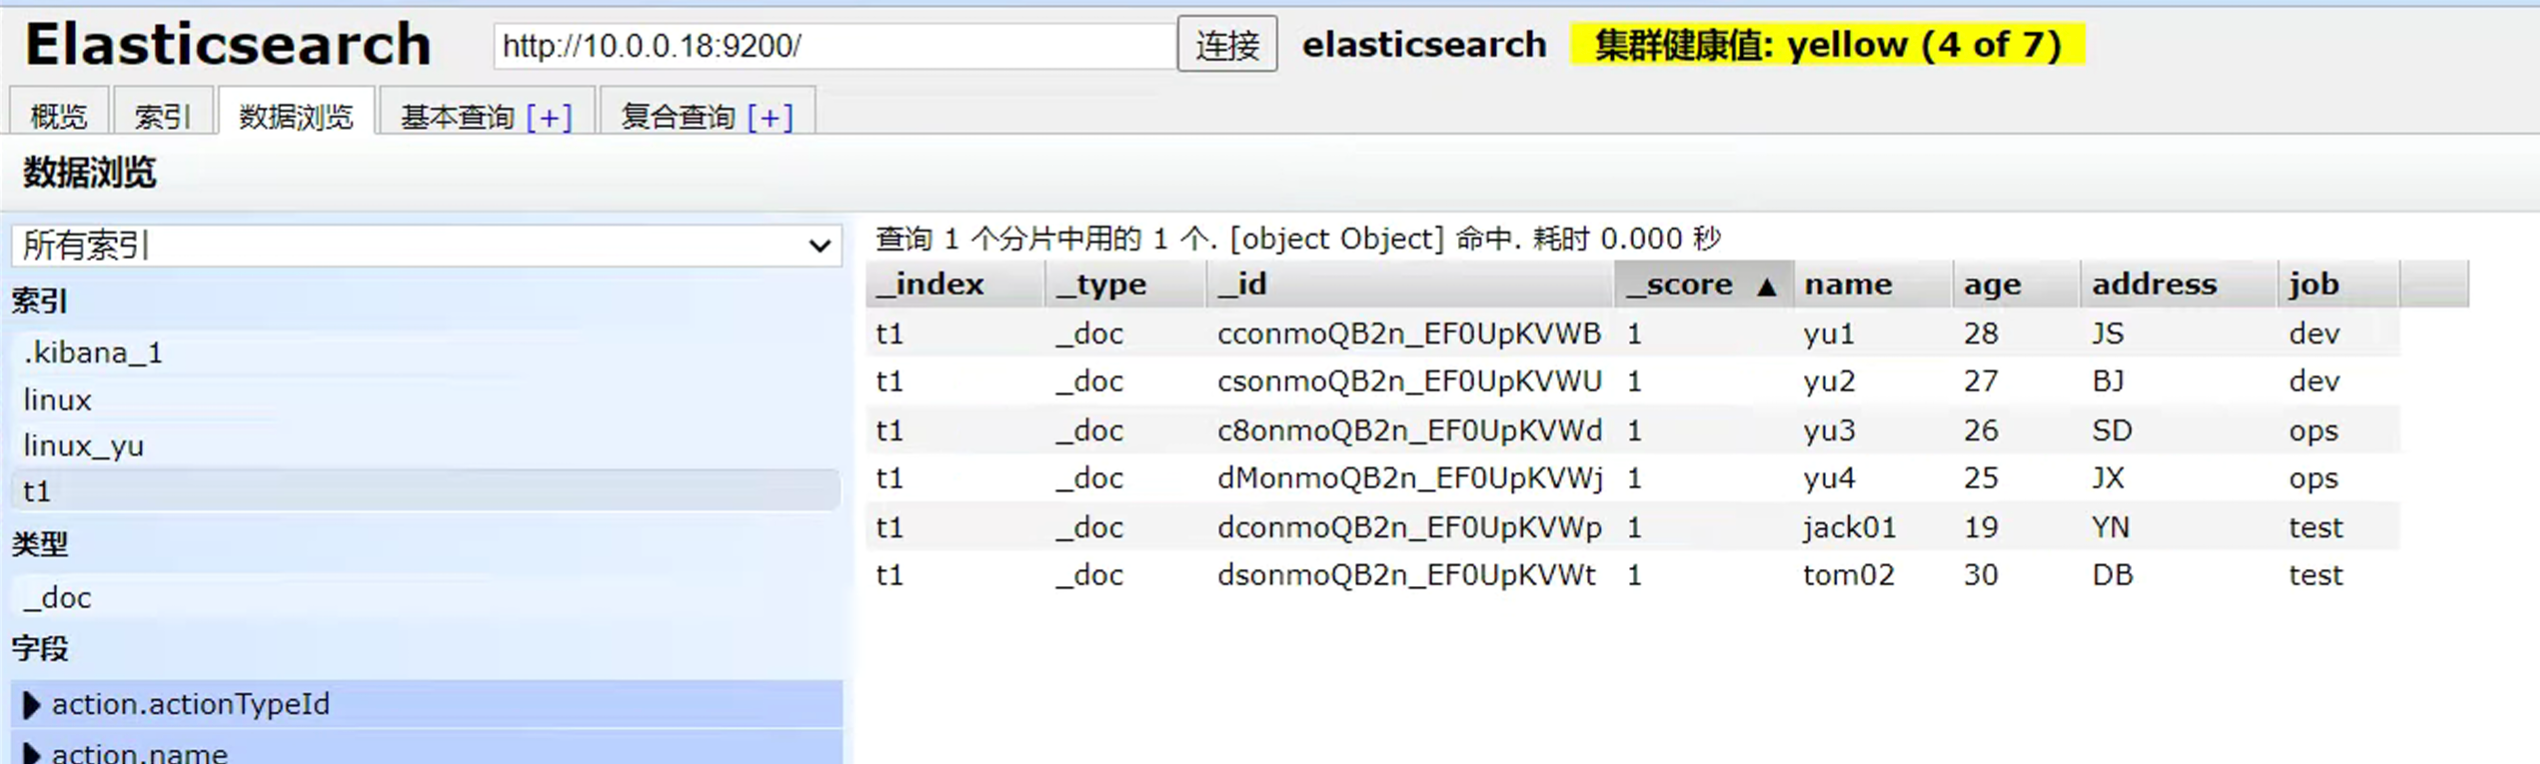 Elasticsearch http://10.0.0.18:9200/ 连接 elasticsearch 集群健康值: yellow (4 of 7)
概览 索引 数据浏览 基本查询 [+] 复合查询 [+]
数据浏览
所有索引
索引
.kibana_1
linux
linux_yu
t1
类型
_doc
字段
action.actionTypeId
action.name
查询 1 个分片中用的 1 个. [object Object] 命中. 耗时 0.000 秒
_index _type _id _score ▲ name age address job
t1 _doc cconmoQB2n_EF0UpKVWB 1 yu1 28 JS dev
t1 _doc csonmoQB2n_EF0UpKVWU 1 yu2 27 BJ dev
t1 _doc c8onmoQB2n_EF0UpKVWd 1 yu3 26 SD ops
t1 _doc dMonmoQB2n_EF0UpKVWj 1 yu4 25 JX ops
t1 _doc dconmoQB2n_EF0UpKVWp 1 jack01 19 YN test
t1 _doc dsonmoQB2n_EF0UpKVWt 1 tom02 30 DB test